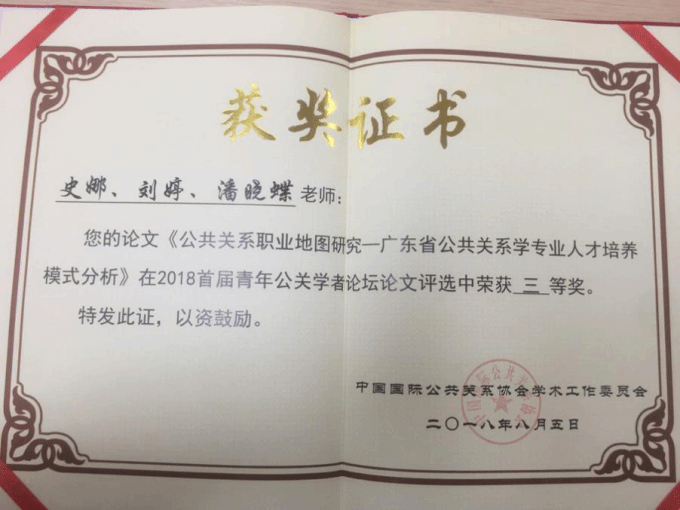 获奖证书
史娜、刘婷、潘晓蝶老师：
您的论文《公共关系职业地图研究—广东省公共关系学专业人才培养
模式分析》在2018首届青年公关学者论坛论文评选中荣获 三 等奖。
特发此证，以资鼓励。
中国国际公共关系协会学术工作委员会
二〇一八年八月五日